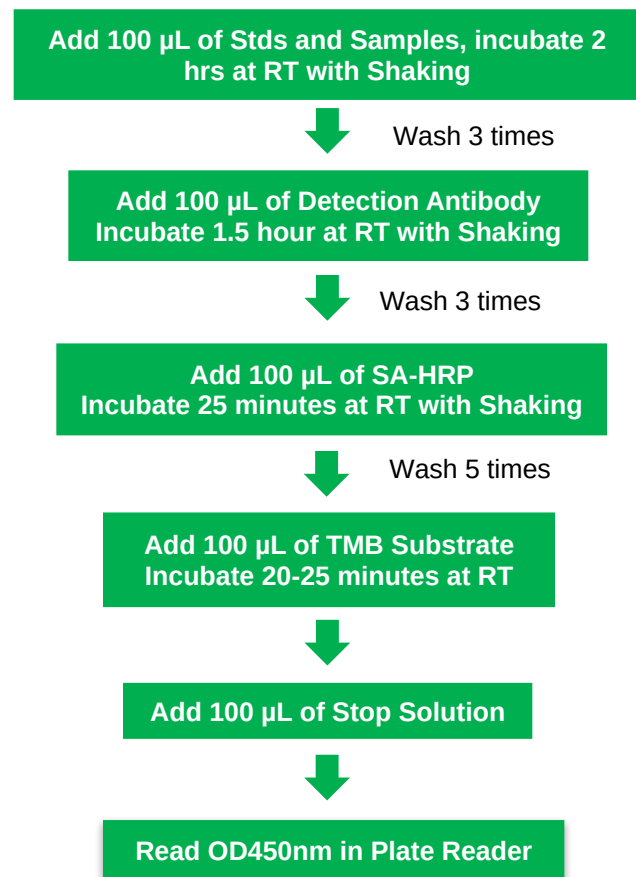 Add 100 µL of Stds and Samples, incubate 2
hrs at RT with Shaking
Wash 3 times
Add 100 µL of Detection Antibody
Incubate 1.5 hour at RT with Shaking
Wash 3 times
Add 100 µL of SA-HRP
Incubate 25 minutes at RT with Shaking
Wash 5 times
Add 100 µL of TMB Substrate
Incubate 20-25 minutes at RT
Add 100 µL of Stop Solution
Read OD450nm in Plate Reader